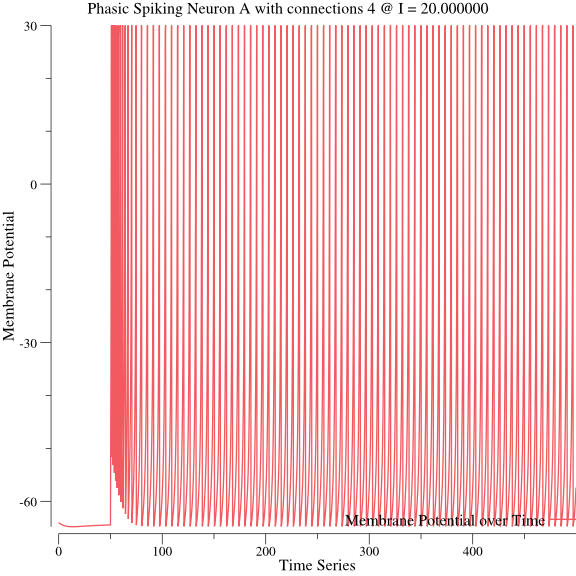 Phasic Spiking Neuron A with connections 4 @ I = 20.000000
30
0
-30
-60
Membrane Potential
Membrane Potential over Time
0 100 200 300 400
Time Series